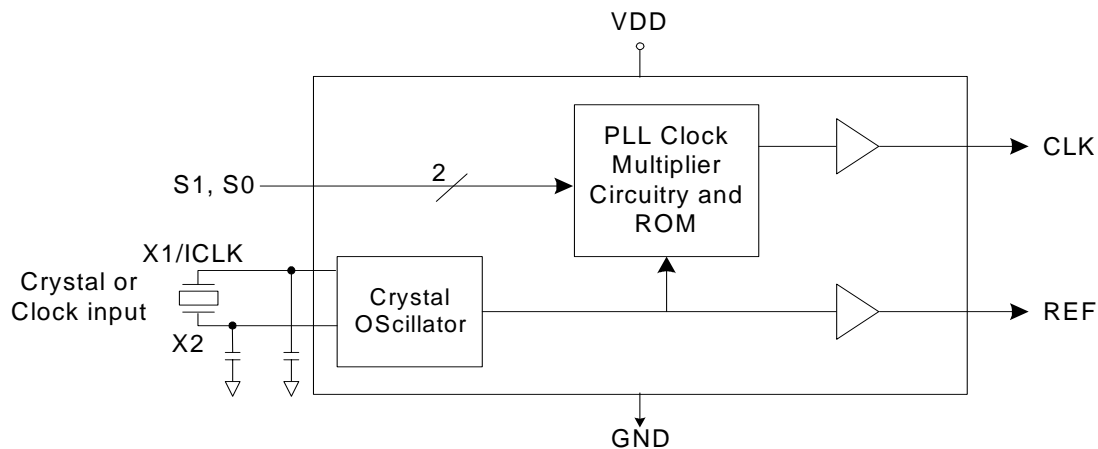 VDD
PLL Clock
Multiplier
Circuitry and
ROM
CLK
S1, S0
2
X1/ICLK
Crystal or
Clock input
X2
Crystal
OScillator
REF
GND